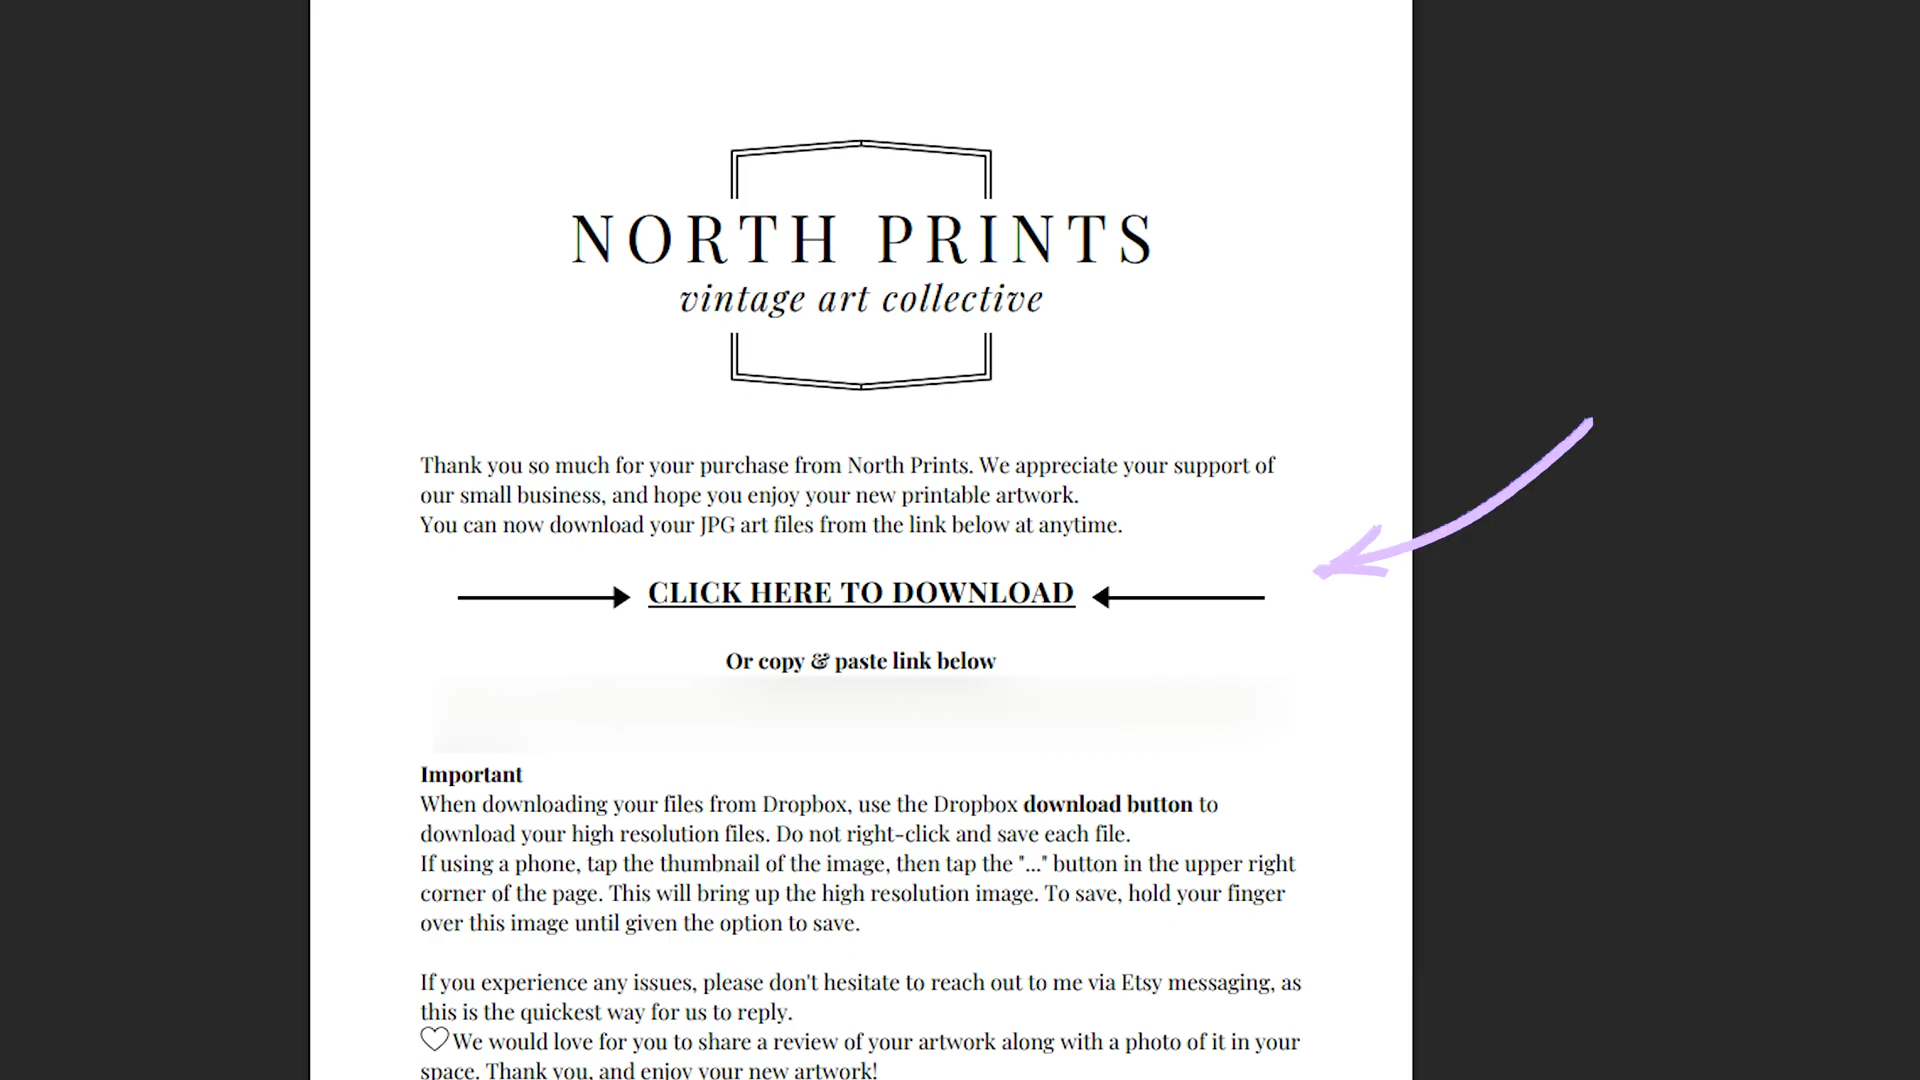 NORTH PRINTS
vintage art collective
Thank you so much for your purchase from North Prints. We appreciate your support of
our small business, and hope you enjoy your new printable artwork.
You can now download your JPG art files from the link below at anytime.
CLICK HERE TO DOWNLOAD
Or copy & paste link below
Important
When downloading your files from Dropbox, use the Dropbox download button to
download your high resolution files. Do not right-click and save each file.
If using a phone, tap the thumbnail of the image, then tap the "..." button in the upper right
corner of the page. This will bring up the high resolution image. To save, hold your finger
over this image until given the option to save.
If you experience any issues, please don't hesitate to reach out to me via Etsy messaging, as
this is the quickest way for us to reply.
♡We would love for you to share a review of your artwork along with a photo of it in your
space. Thank you, and enjoy your new artwork!